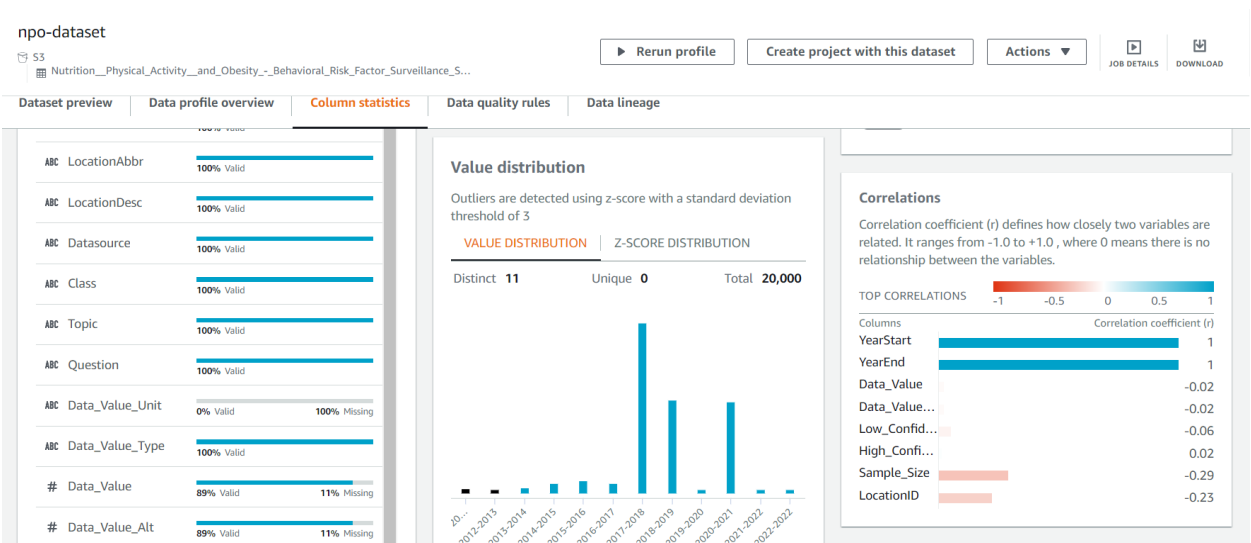 npo-dataset
S3
Nutrition__Physical_Activity__and_Obesity_-_Behavioral_Risk_Factor_Surveillance_S...
Rerun profile
Create project with this dataset
Actions
JOB DETAILS
DOWNLOAD
Dataset preview
Data profile overview
Column statistics
Data quality rules
Data lineage
100% Valid
ABC LocationAbbr
100% Valid
ABC LocationDesc
100% Valid
ABC Datasource
100% Valid
ABC Class
100% Valid
ABC Topic
100% Valid
ABC Question
100% Valid
ABC Data_Value_Unit
0% Valid 100% Missing
ABC Data_Value_Type
100% Valid
# Data_Value
89% Valid 11% Missing
# Data_Value_Alt
89% Valid 11% Missing
Value distribution
Outliers are detected using z-score with a standard deviation
threshold of 3
VALUE DISTRIBUTION
Z-SCORE DISTRIBUTION
Distinct 11 Unique 0 Total 20,000
20...
2012-2013
2013-2014
2014-2015
2015-2016
2016-2017
2017-2018
2018-2019
2019-2020
2020-2021
2021-2022
2022-2022
Correlations
Correlation coefficient (r) defines how closely two variables are
related. It ranges from -1.0 to +1.0 , where 0 means there is no
relationship between the variables.
TOP CORRELATIONS
-1 -0.5 0 0.5 1
Columns Correlation coefficient (r)
YearStart 1
YearEnd 1
Data_Value -0.02
Data_Value... -0.02
Low_Confid... -0.06
High_Confi... 0.02
Sample_Size -0.29
LocationID -0.23